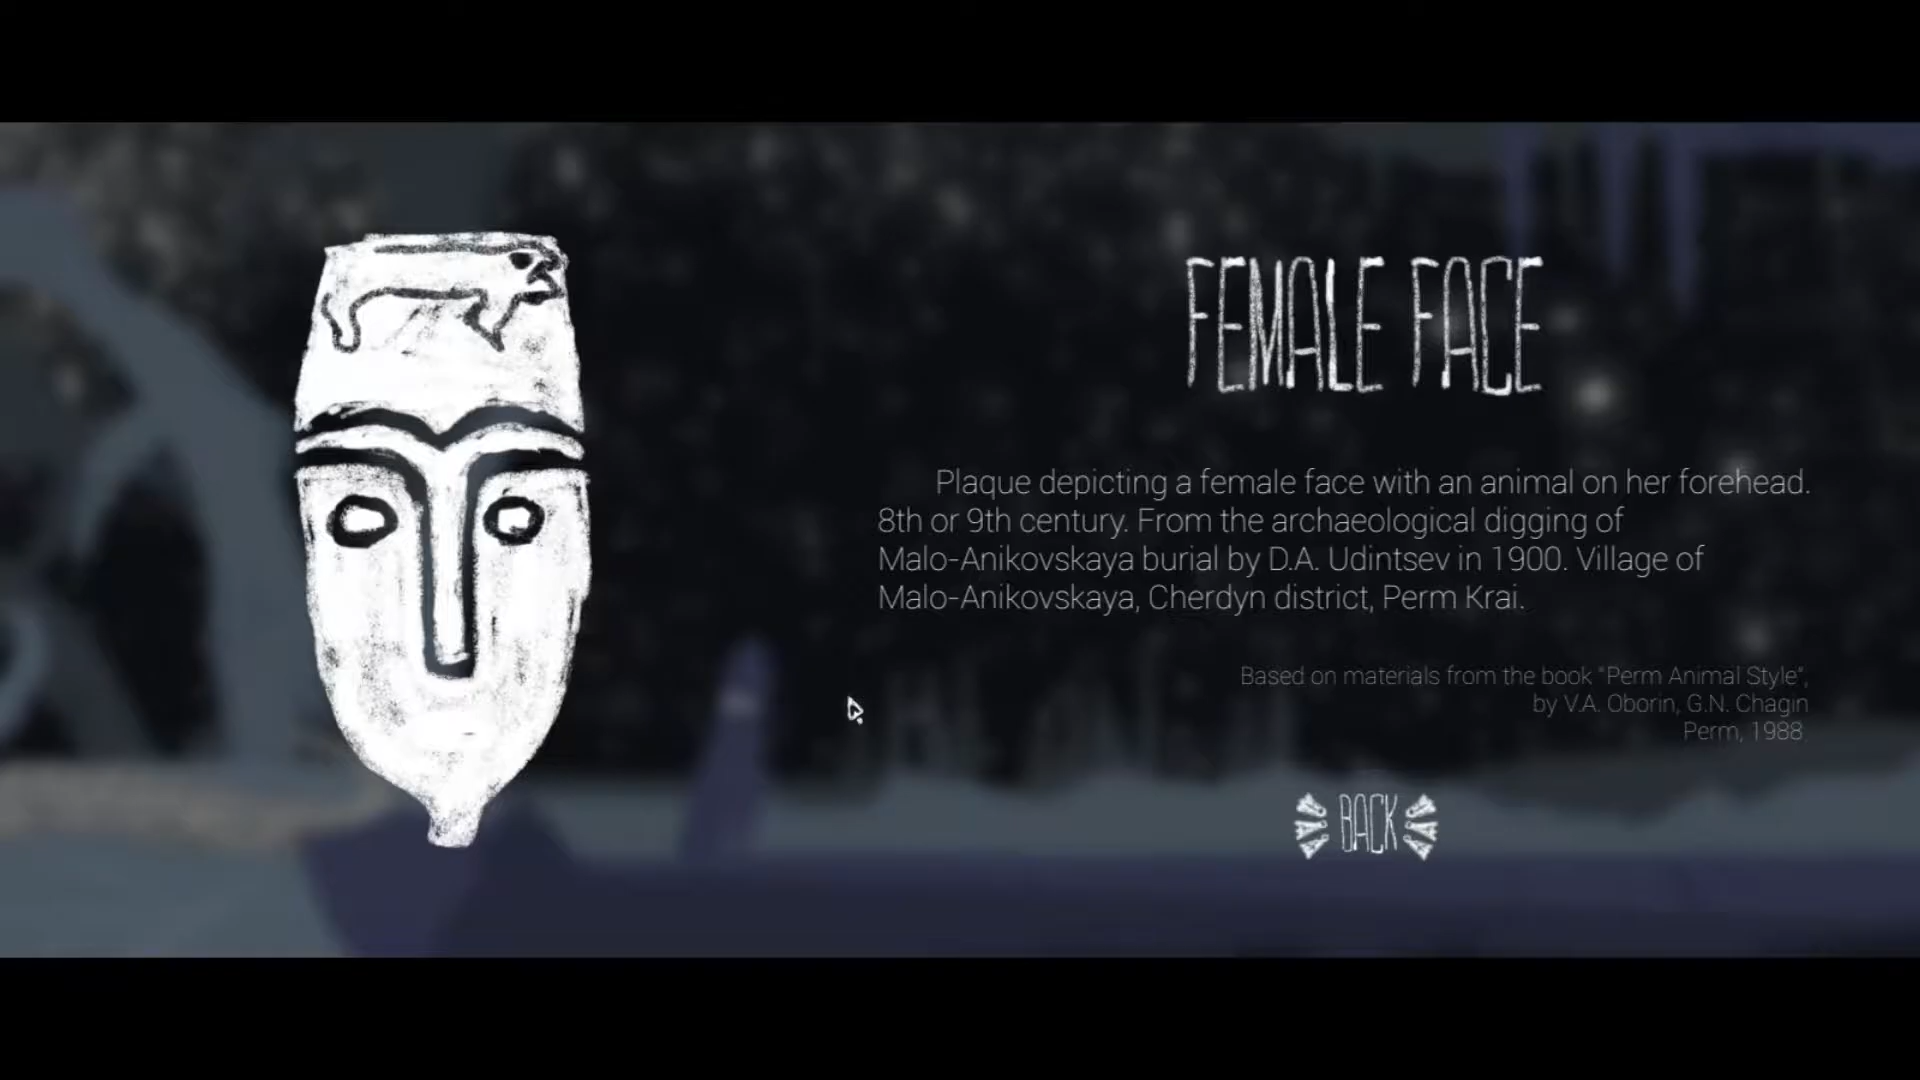 FEMALE FACE
Plaque depicting a female face with an animal on her forehead.
8th or 9th century. From the archaeological digging of
Malo-Anikovskaya burial by D.A. Udintsev in 1900. Village of
Malo-Anikovskaya, Cherdyn district, Perm Krai.
Based on materials from the book "Perm Animal Style",
by V.A. Oborin, G.N. Chagin
Perm, 1988.
BACK